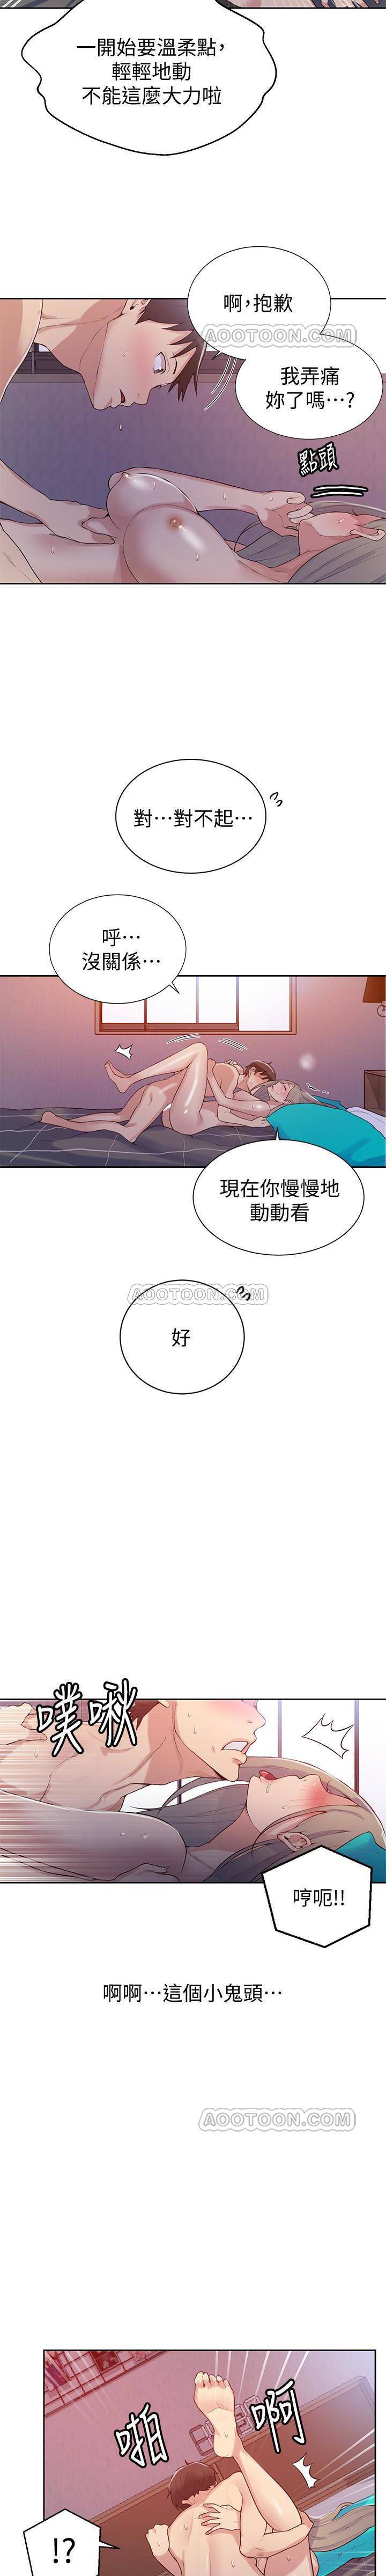 一開始要溫柔點，
輕輕地動
不能這麼大力啦
啊，抱歉
AOOTOON.COM
我弄痛
妳了嗎…?
點頭
對…對不起…
呼…
沒關係…
現在你慢慢地
動動看
AOOTOON.COM
好
噗啾
哼呃!!
啊啊…這個小鬼頭…
AOOTOON.COM
啪
啊
!?